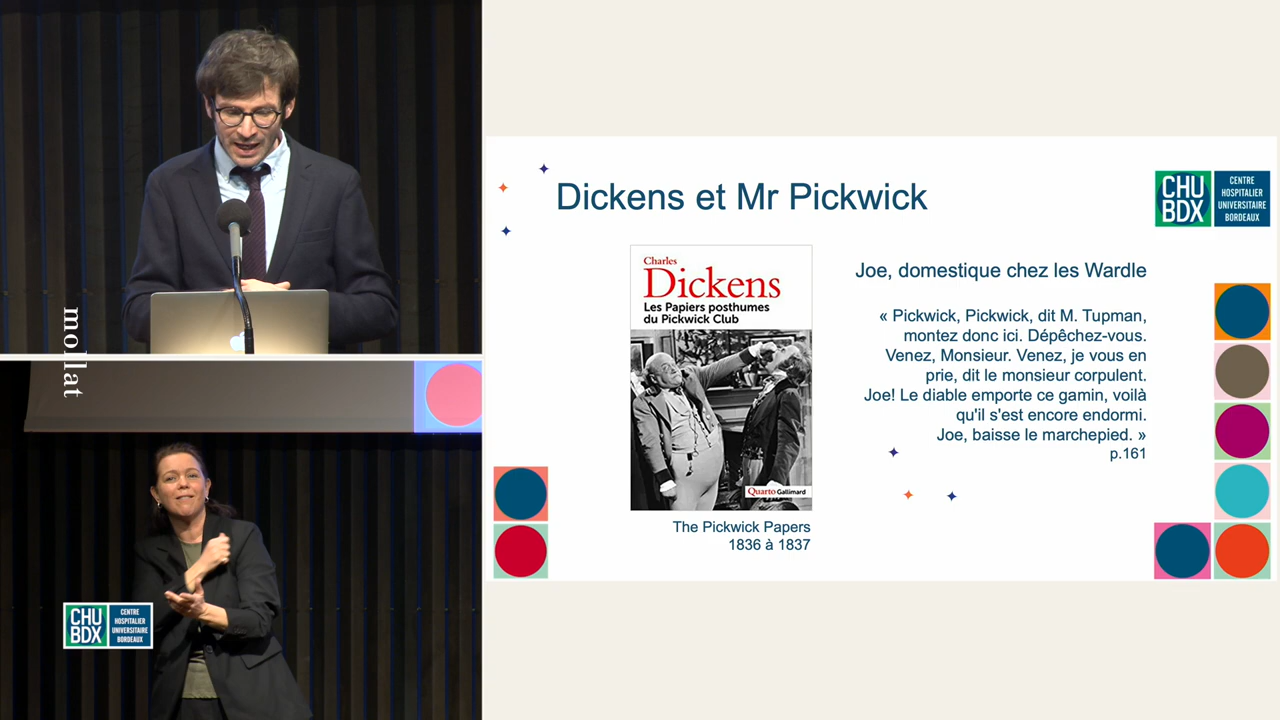 mollat
CHU
BDX
CENTRE
HOSPITALIER
UNIVERSITAIRE
BORDEAUX
Dickens et Mr Pickwick
CHU
BDX
CENTRE
HOSPITALIER
UNIVERSITAIRE
BORDEAUX
Charles
Dickens
Les Papiers posthumes
du Pickwick Club
Quarto Gallimard
The Pickwick Papers
1836 à 1837
Joe, domestique chez les Wardle
« Pickwick, Pickwick, dit M. Tupman,
montez donc ici. Dépêchez-vous.
Venez, Monsieur. Venez, je vous en
prie, dit le monsieur corpulent.
Joe! Le diable emporte ce gamin, voilà
qu'il s'est encore endormi.
Joe, baisse le marchepied. »
p.161